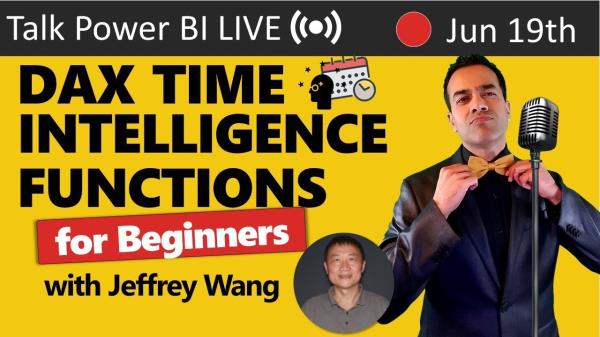 Talk Power BI LIVE
Jun 19th
DAX TIME
INTELLIGENCE
FUNCTIONS
for Beginners
with Jeffrey Wang